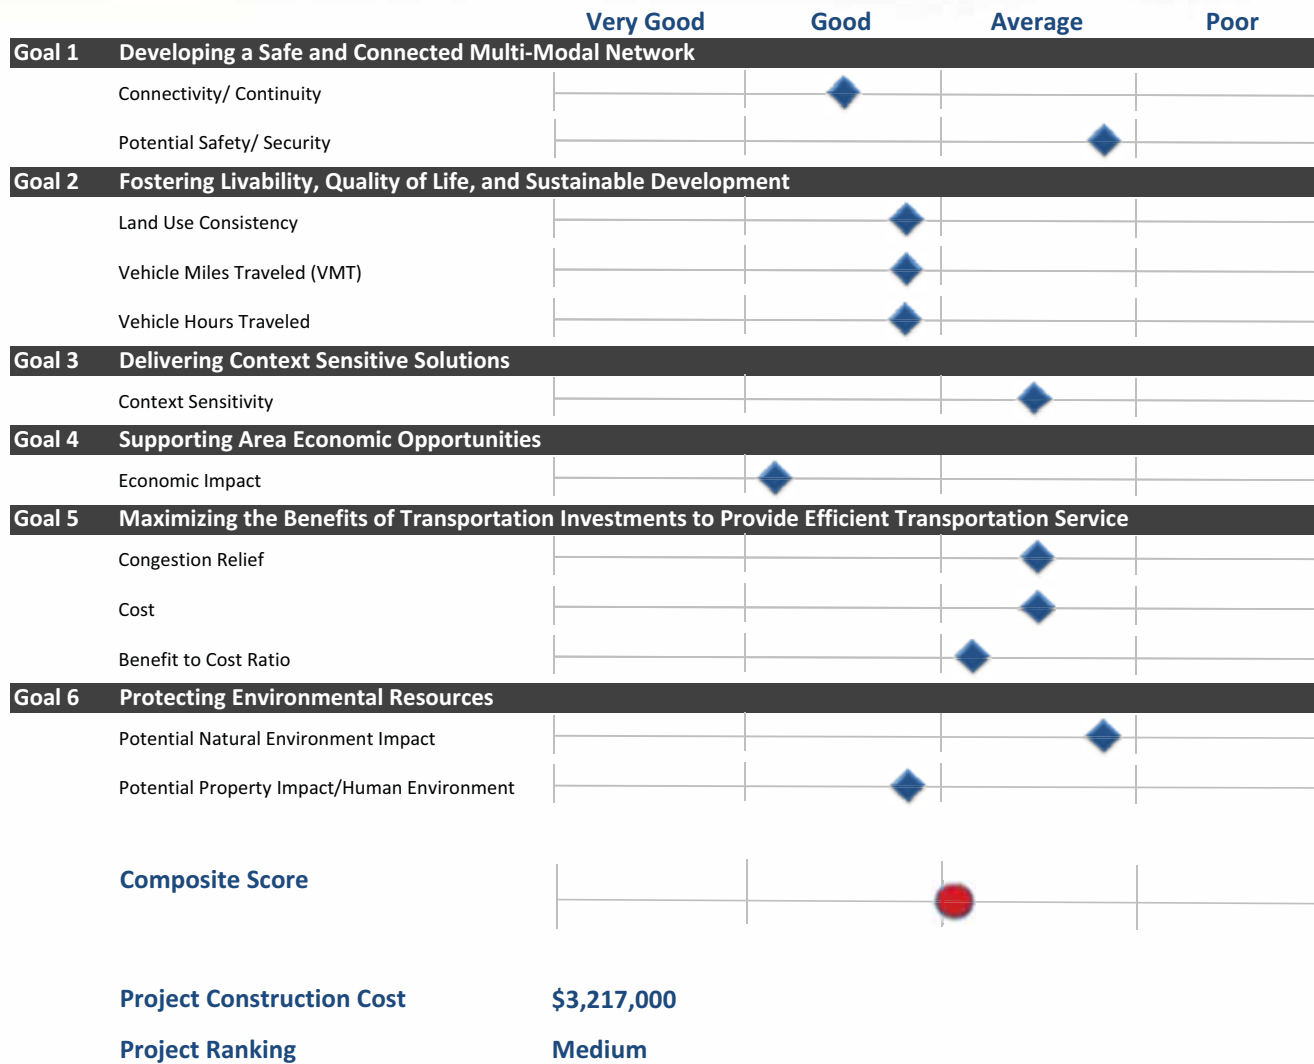 Very Good Good Average Poor
Goal 1 Developing a Safe and Connected Multi-Modal Network
Connectivity/ Continuity
Potential Safety/ Security
Goal 2 Fostering Livability, Quality of Life, and Sustainable Development
Land Use Consistency
Vehicle Miles Traveled (VMT)
Vehicle Hours Traveled
Goal 3 Delivering Context Sensitive Solutions
Context Sensitivity
Goal 4 Supporting Area Economic Opportunities
Economic Impact
Goal 5 Maximizing the Benefits of Transportation Investments to Provide Efficient Transportation Service
Congestion Relief
Cost
Benefit to Cost Ratio
Goal 6 Protecting Environmental Resources
Potential Natural Environment Impact
Potential Property Impact/Human Environment
Composite Score
Project Construction Cost $3,217,000
Project Ranking Medium